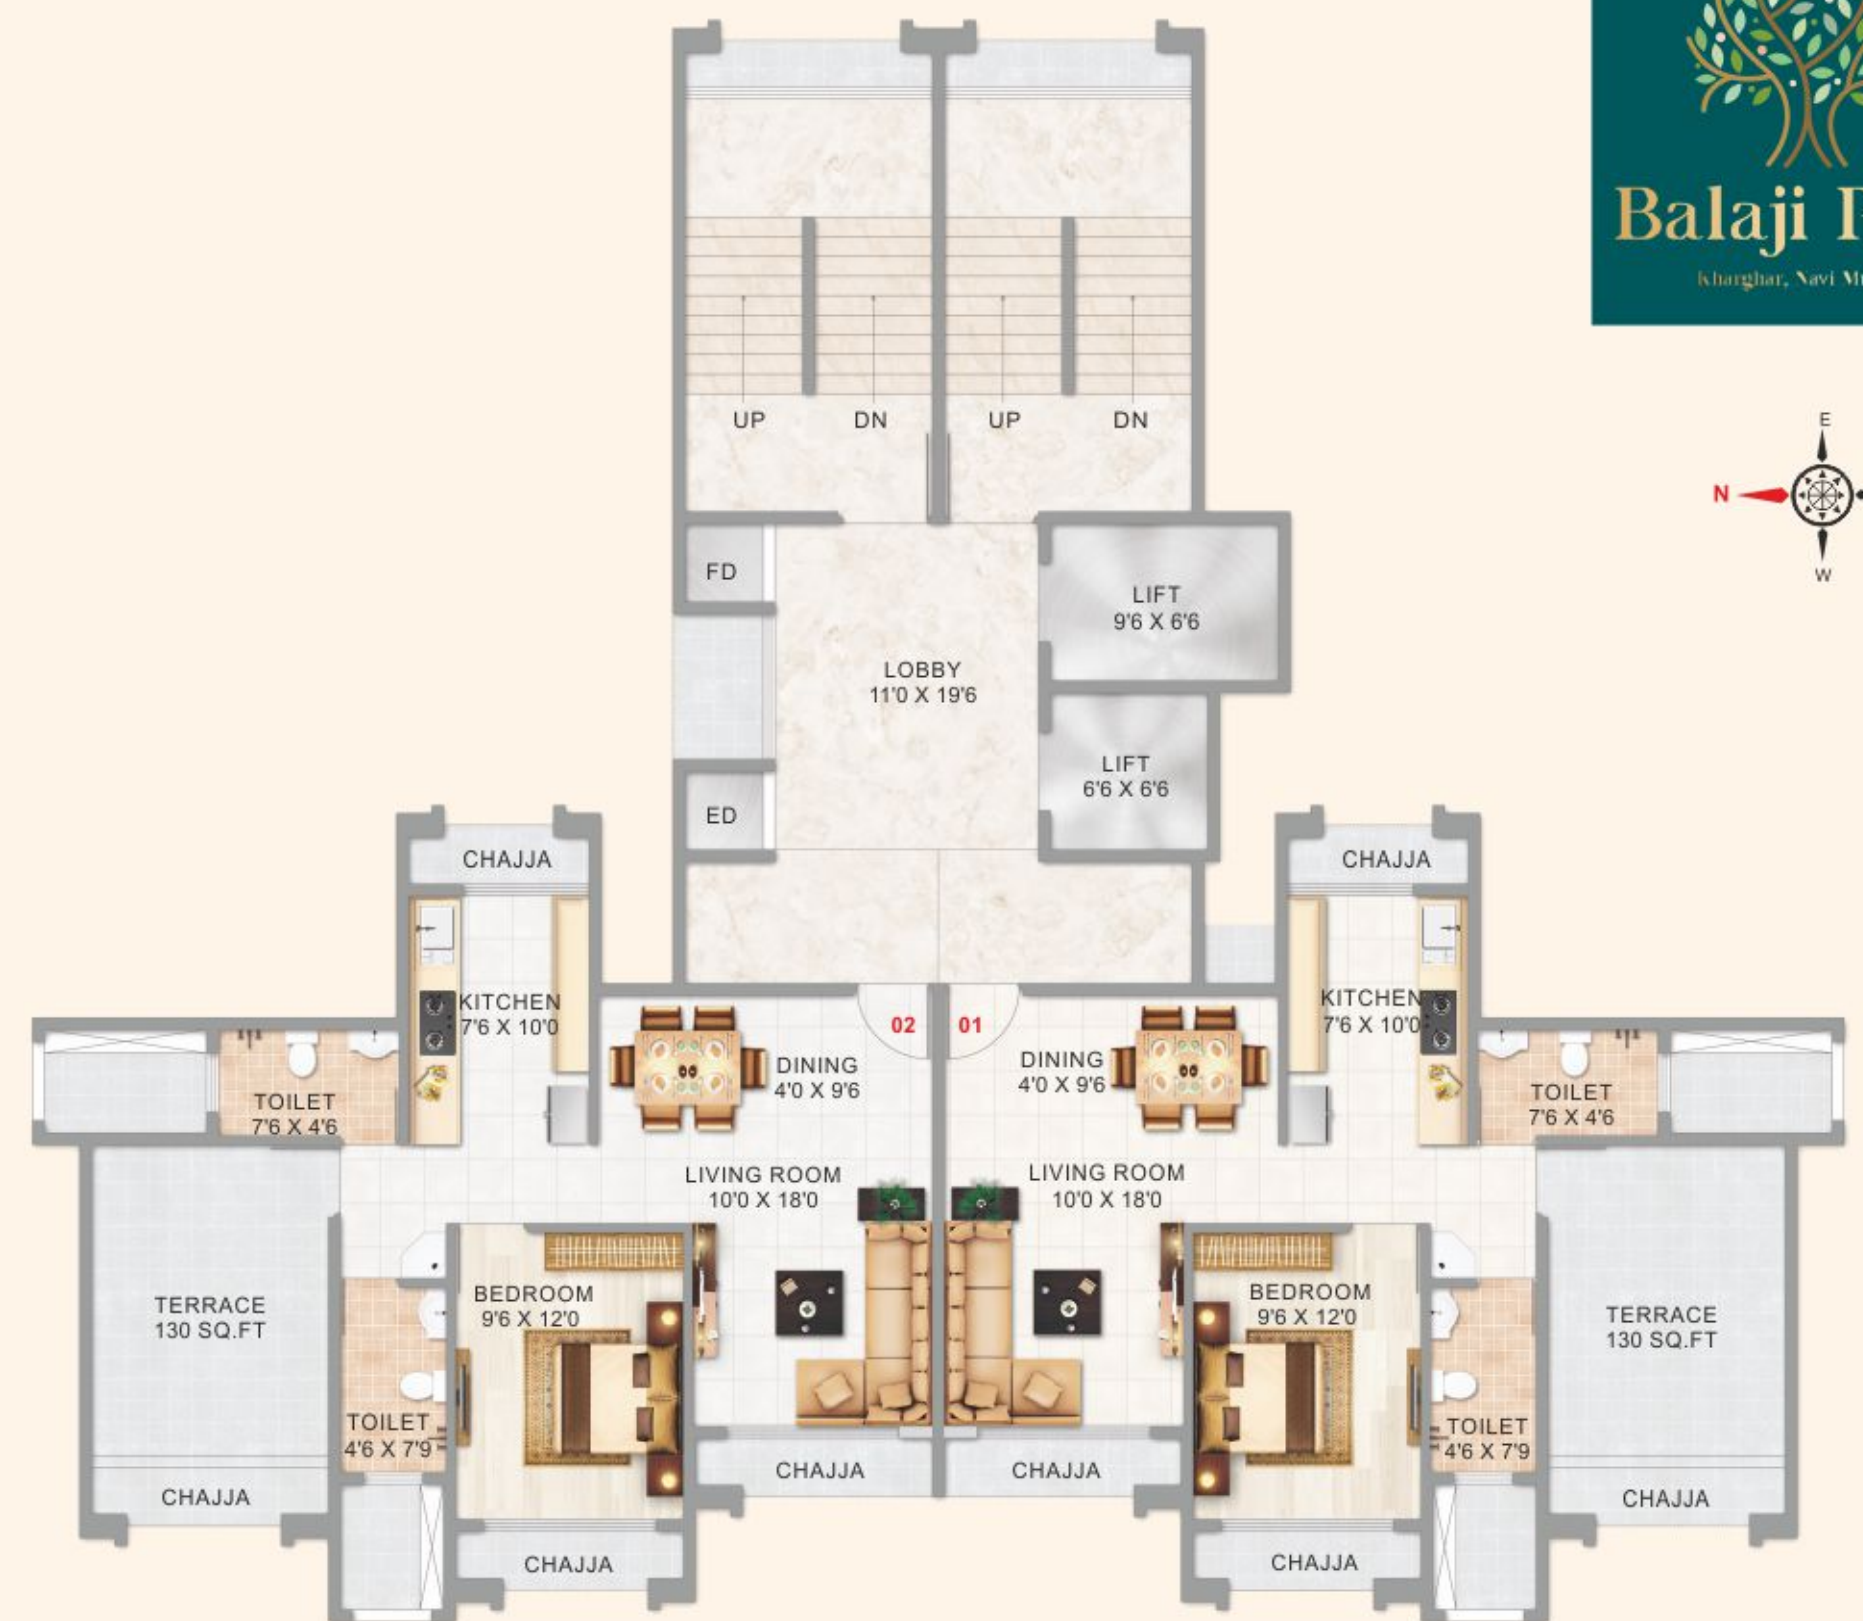 Balaji
Kharghar, Navi
E
N
W
UP
DN
UP
DN
FD
LIFT
9'6 X 6'6
LOBBY
11'0 X 19'6
LIFT
6'6 X 6'6
ED
CHAJJA
CHAJJA
KITCHEN
7'6 X 10'0
02
01
KITCHEN
7'6 X 10'0
DINING
4'0 X 9'6
DINING
4'0 X 9'6
TOILET
7'6 X 4'6
TOILET
7'6 X 4'6
LIVING ROOM
10'0 X 18'0
LIVING ROOM
10'0 X 18'0
TERRACE
130 SQ.FT
BEDROOM
9'6 X 12'0
BEDROOM
9'6 X 12'0
TERRACE
130 SQ.FT
TOILET
4'6 X 7'9
TOILET
4'6 X 7'9
CHAJJA
CHAJJA
CHAJJA
CHAJJA
CHAJJA
CHAJJA